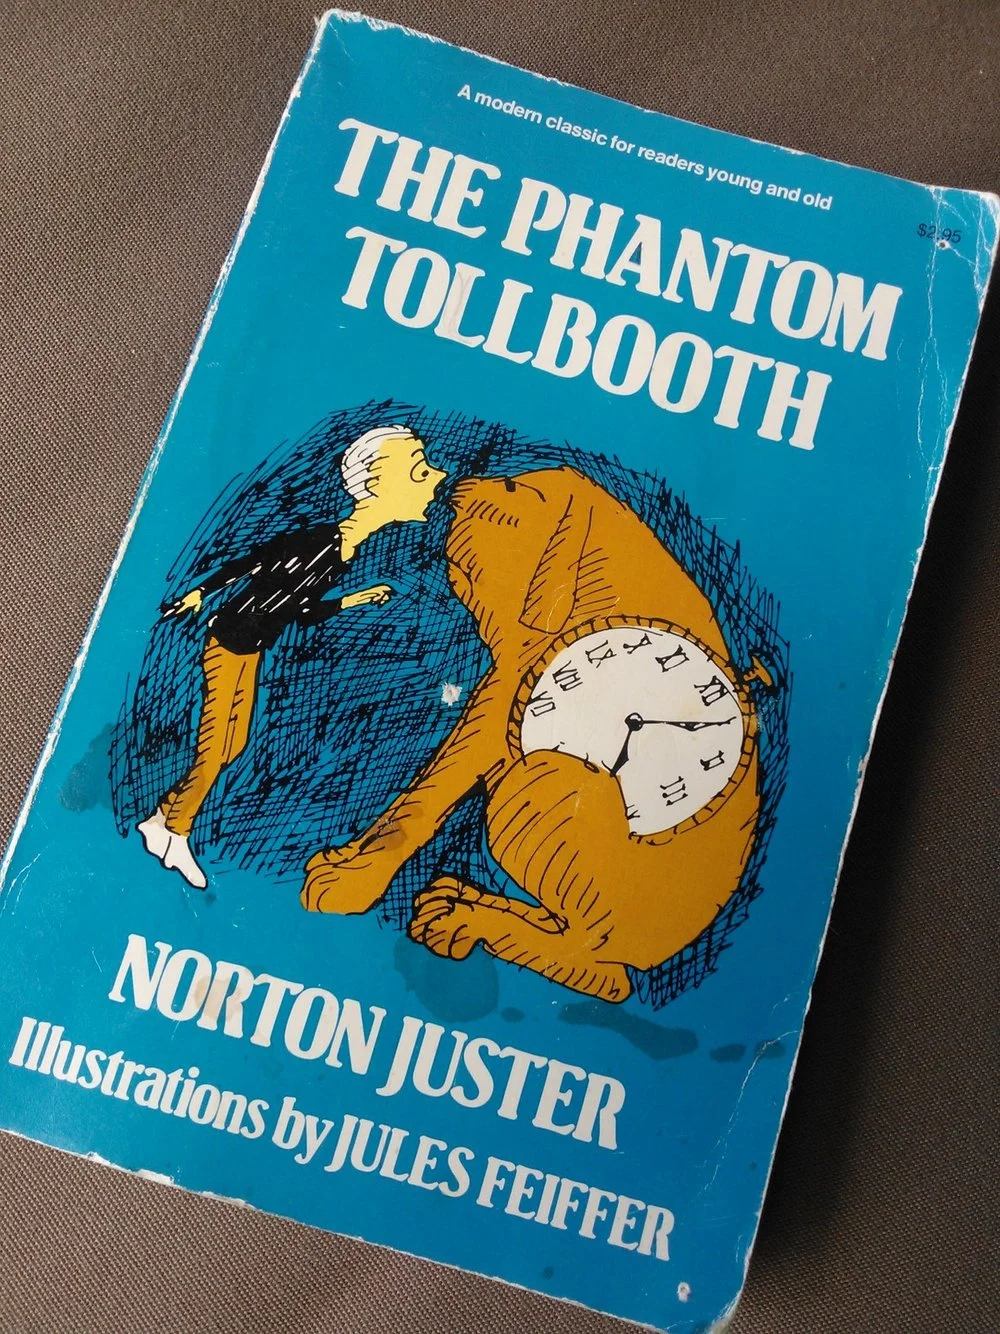 A modern classic for readers young and old
$2.95
THE PHANTOM
TOLLBOOTH
NORTON JUSTER
Illustrations by JULES FEIFFER